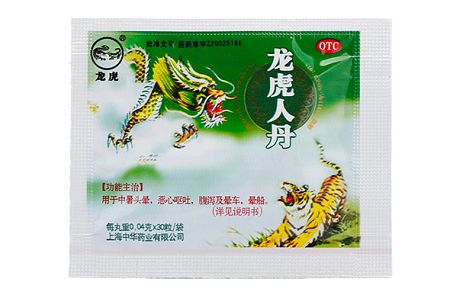 龙虎
批准文号：国药准字Z20025188
OTC
龙虎人丹
【功能主治】
用于中暑头晕，恶心呕吐，腹泻及晕车，晕船。
（详见说明书）
每丸重0.04克x30粒/袋
上海中华药业有限公司